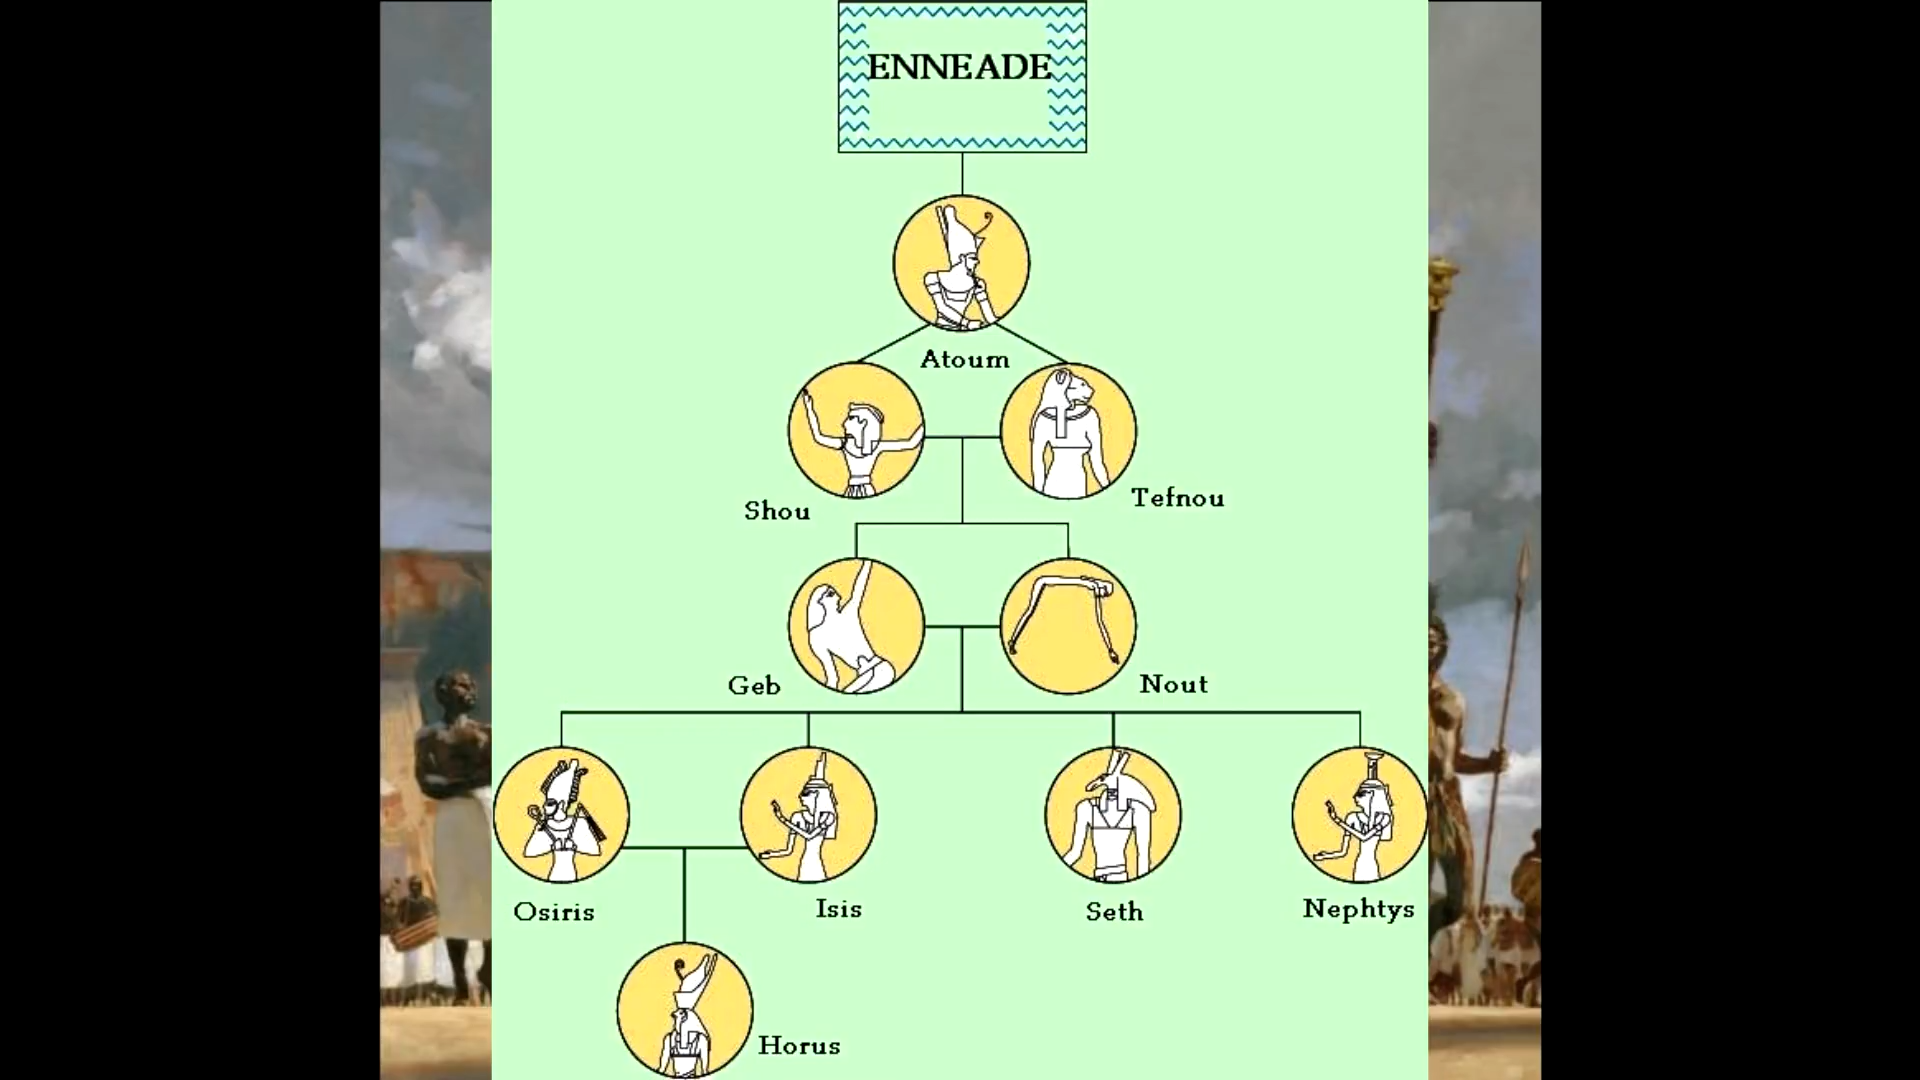 ENNEADE
Atoum
Shou
Tefnou
Geb
Nout
Osiris
Isis
Seth
Nephtys
Horus